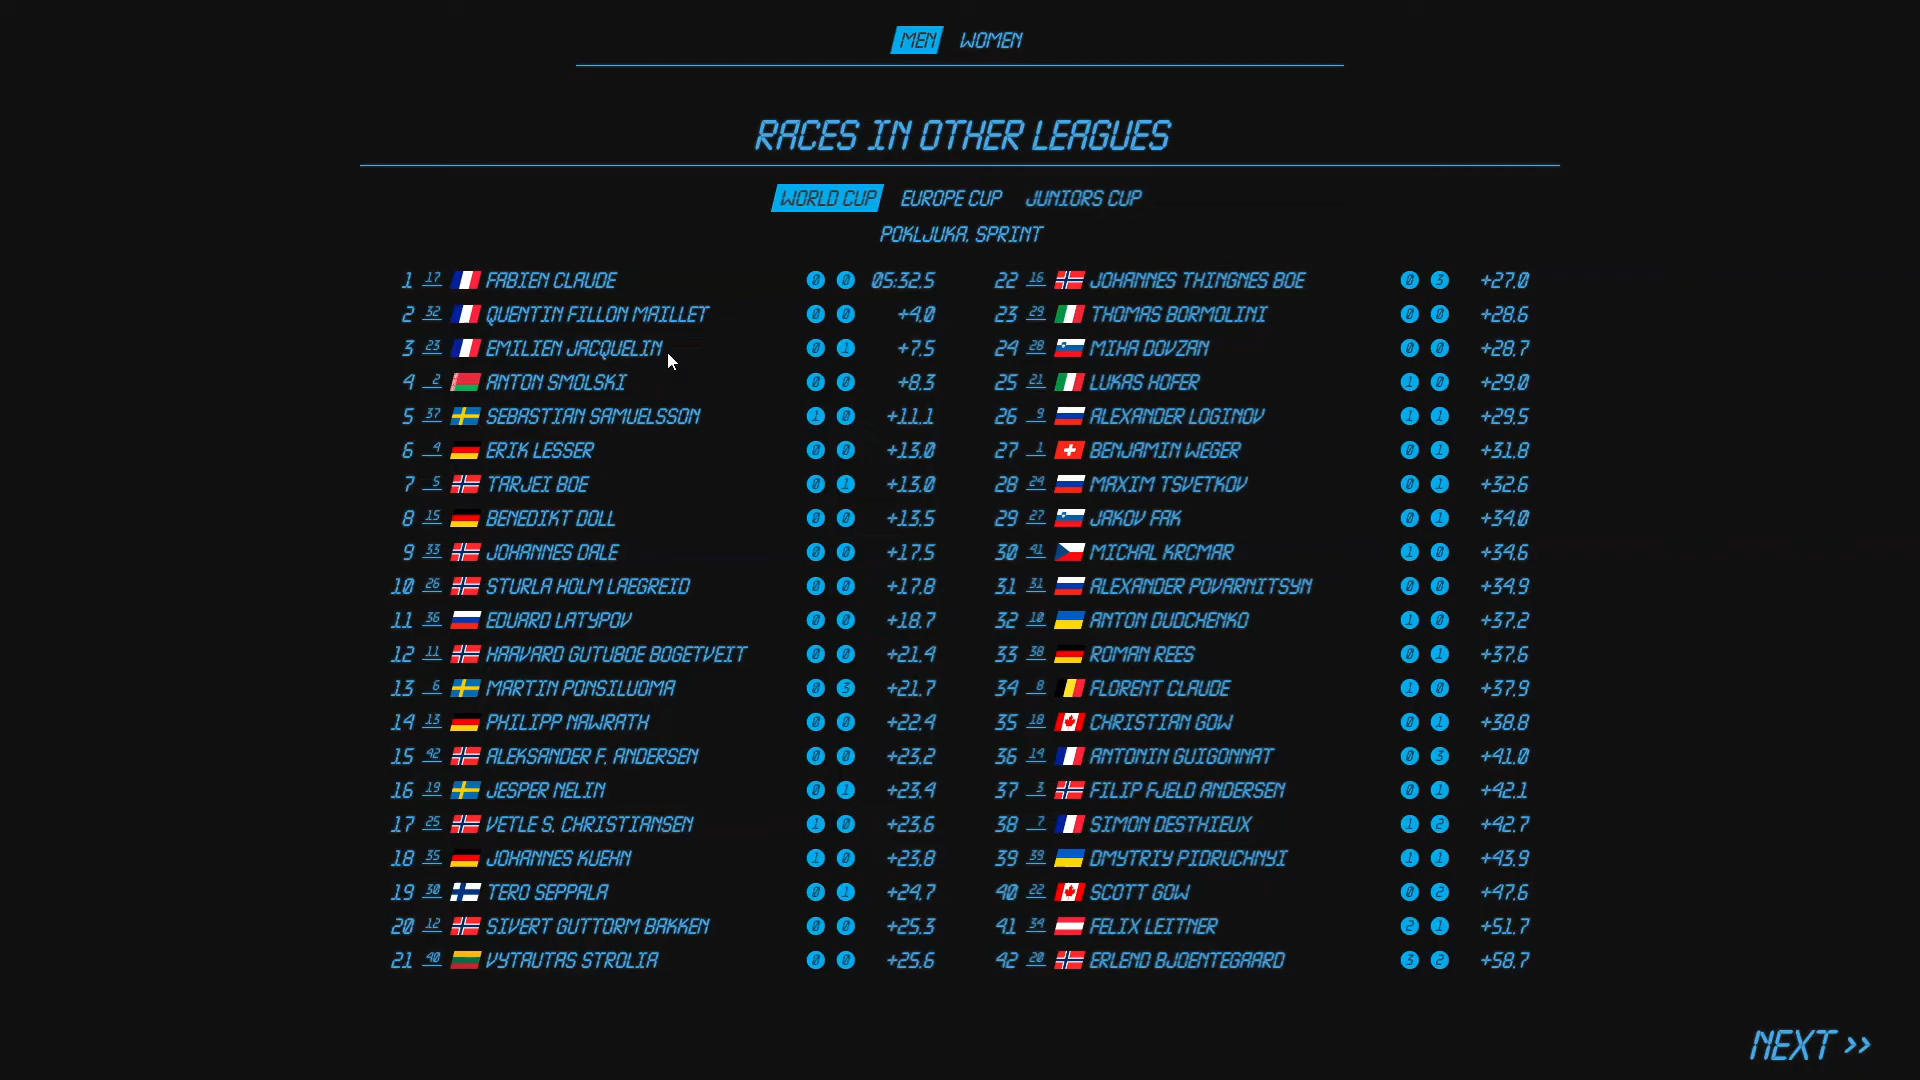 MEN WOMEN
RACES IN OTHER LEAGUES
WORLD CUP EUROPE CUP JUNIORS CUP
POKLJUKA, SPRINT
1 17 FABIEN CLAUDE 0 0 05:32.5
2 32 QUENTIN FILLON MAILLET 0 0 +4.0
3 23 EMILIEN JACQUELIN 0 1 +7.5
4 2 ANTON SMOLSKI 0 0 +8.3
5 37 SEBASTIAN SAMUELSSON 1 0 +11.1
6 4 ERIK LESSER 0 0 +13.0
7 5 TARJEI BOE 0 1 +13.0
8 15 BENEDIKT DOLL 0 0 +13.5
9 33 JOHANNES DALE 0 0 +17.5
10 26 STURLA HOLM LAEGREID 0 0 +17.8
11 36 EDUARD LATYPOV 0 0 +18.7
12 11 HAAVARD GUTUBOE BOGETVEIT 0 0 +21.4
13 6 MARTIN PONSILUOMA 0 3 +21.7
14 13 PHILIPP NAWRATH 0 0 +22.4
15 42 ALEKSANDER F. ANDERSEN 0 0 +23.2
16 19 JESPER NELIN 0 1 +23.4
17 25 VETLE S. CHRISTIANSEN 1 0 +23.6
18 35 JOHANNES KUEHN 1 0 +23.8
19 30 TERO SEPPALA 0 1 +24.7
20 12 SIVERT GUTTORM BAKKEN 0 0 +25.3
21 40 VYTAUTAS STROLIA 0 0 +25.6
22 16 JOHANNES THINGNES BOE 0 3 +27.0
23 29 THOMAS BORMOLINI 0 0 +28.6
24 28 MIHA DOVZAN 0 0 +28.7
25 21 LUKAS HOFER 1 0 +29.0
26 9 ALEXANDER LOGINOV 1 1 +29.5
27 1 BENJAMIN WEGER 0 1 +31.8
28 24 MAXIM TSVETKOV 0 1 +32.6
29 27 JAKOV FAK 0 1 +34.0
30 41 MICHAL KRCMAR 1 0 +34.6
31 31 ALEXANDER POVARNITSYN 0 0 +34.9
32 10 ANTON DUDCHENKO 1 0 +37.2
33 38 ROMAN REES 0 1 +37.6
34 8 FLORENT CLAUDE 1 0 +37.9
35 18 CHRISTIAN GOW 0 1 +38.8
36 14 ANTONIN GUIGONNAT 0 3 +41.0
37 3 FILIP FJELD ANDERSEN 0 1 +42.1
38 7 SIMON DESTHIEUX 1 2 +42.7
39 39 DMYTRIY PIDRUCHNYI 1 1 +43.9
40 22 SCOTT GOW 0 2 +47.6
41 34 FELIX LEITNER 2 1 +51.7
42 20 ERLEND BJOENTEGAARD 3 2 +58.7
NEXT >>